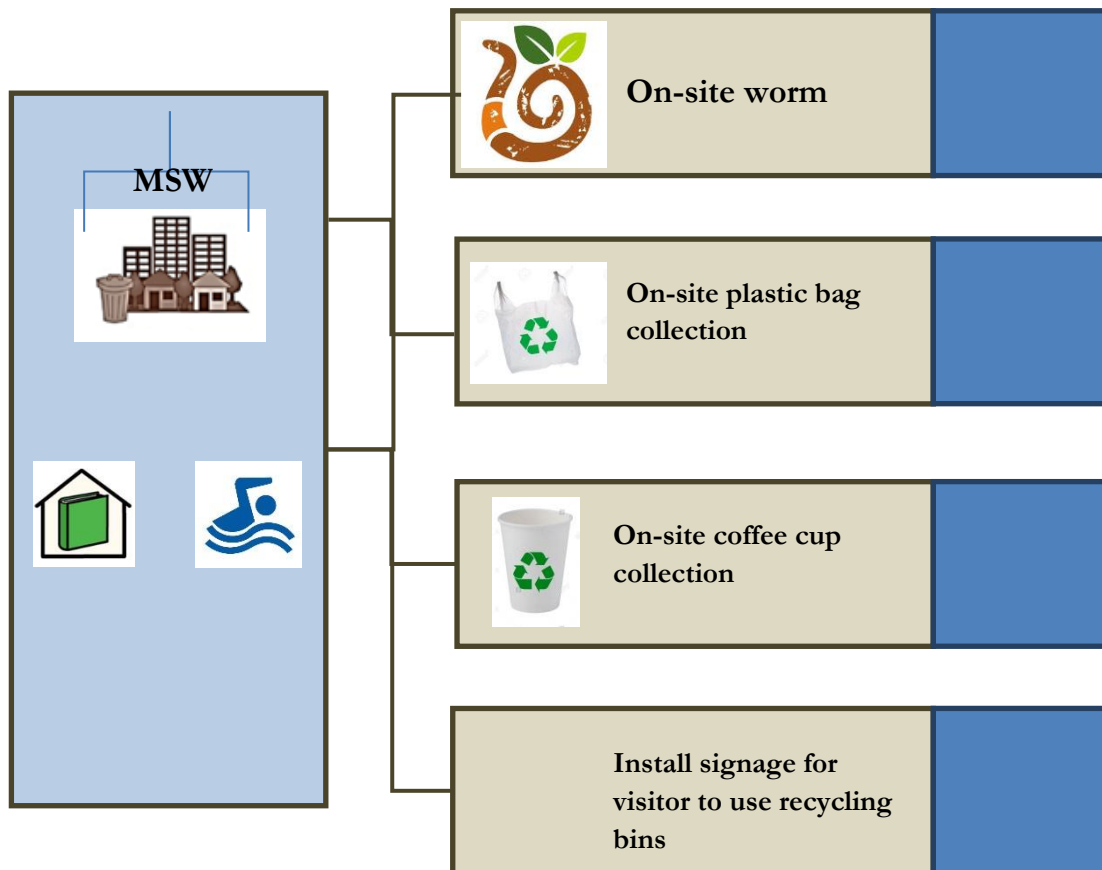 MSW
On-site worm
On-site plastic bag
collection
On-site coffee cup
collection
Install signage for
visitor to use recycling
bins